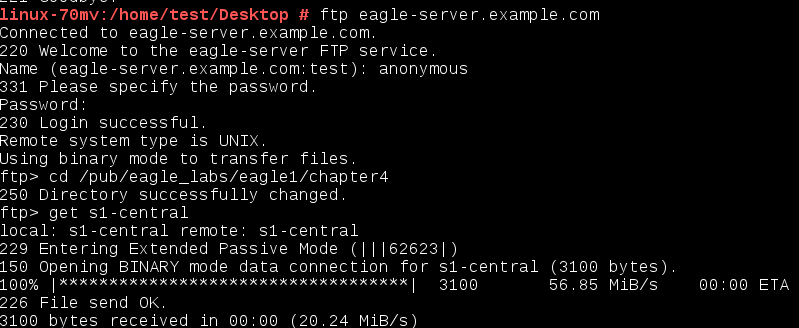 221 Goodbye.
linux-70mv:/home/test/Desktop # ftp eagle-server.example.com
Connected to eagle-server.example.com.
220 Welcome to the eagle-server FTP service.
Name (eagle-server.example.com:test): anonymous
331 Please specify the password.
Password:
230 Login successful.
Remote system type is UNIX.
Using binary mode to transfer files.
ftp> cd /pub/eagle_labs/eagle1/chapter4
250 Directory successfully changed.
ftp> get s1-central
local: s1-central remote: s1-central
229 Entering Extended Passive Mode (|||62623|)
150 Opening BINARY mode data connection for s1-central (3100 bytes).
100% |************************************| 3100 56.85 MiB/s 00:00 ETA
226 File send OK.
3100 bytes received in 00:00 (20.24 MiB/s)